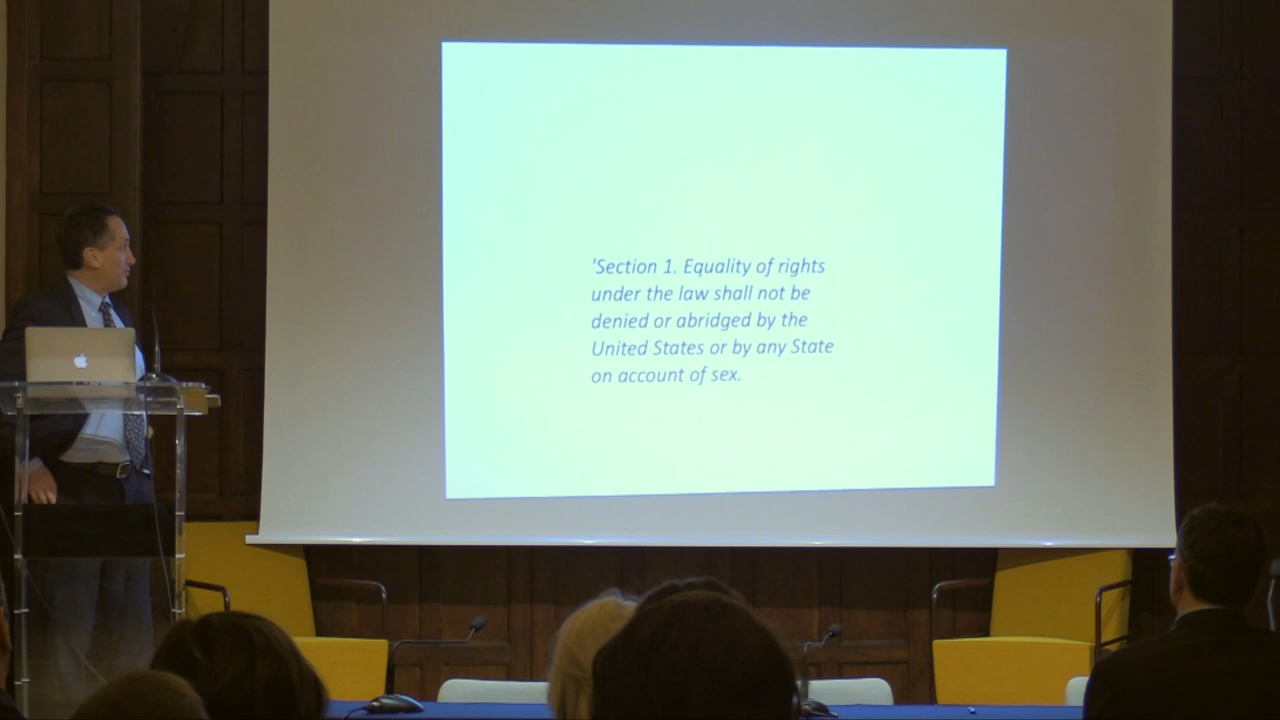 'Section 1. Equality of rights
under the law shall not be
denied or abridged by the
United States or by any State
on account of sex.